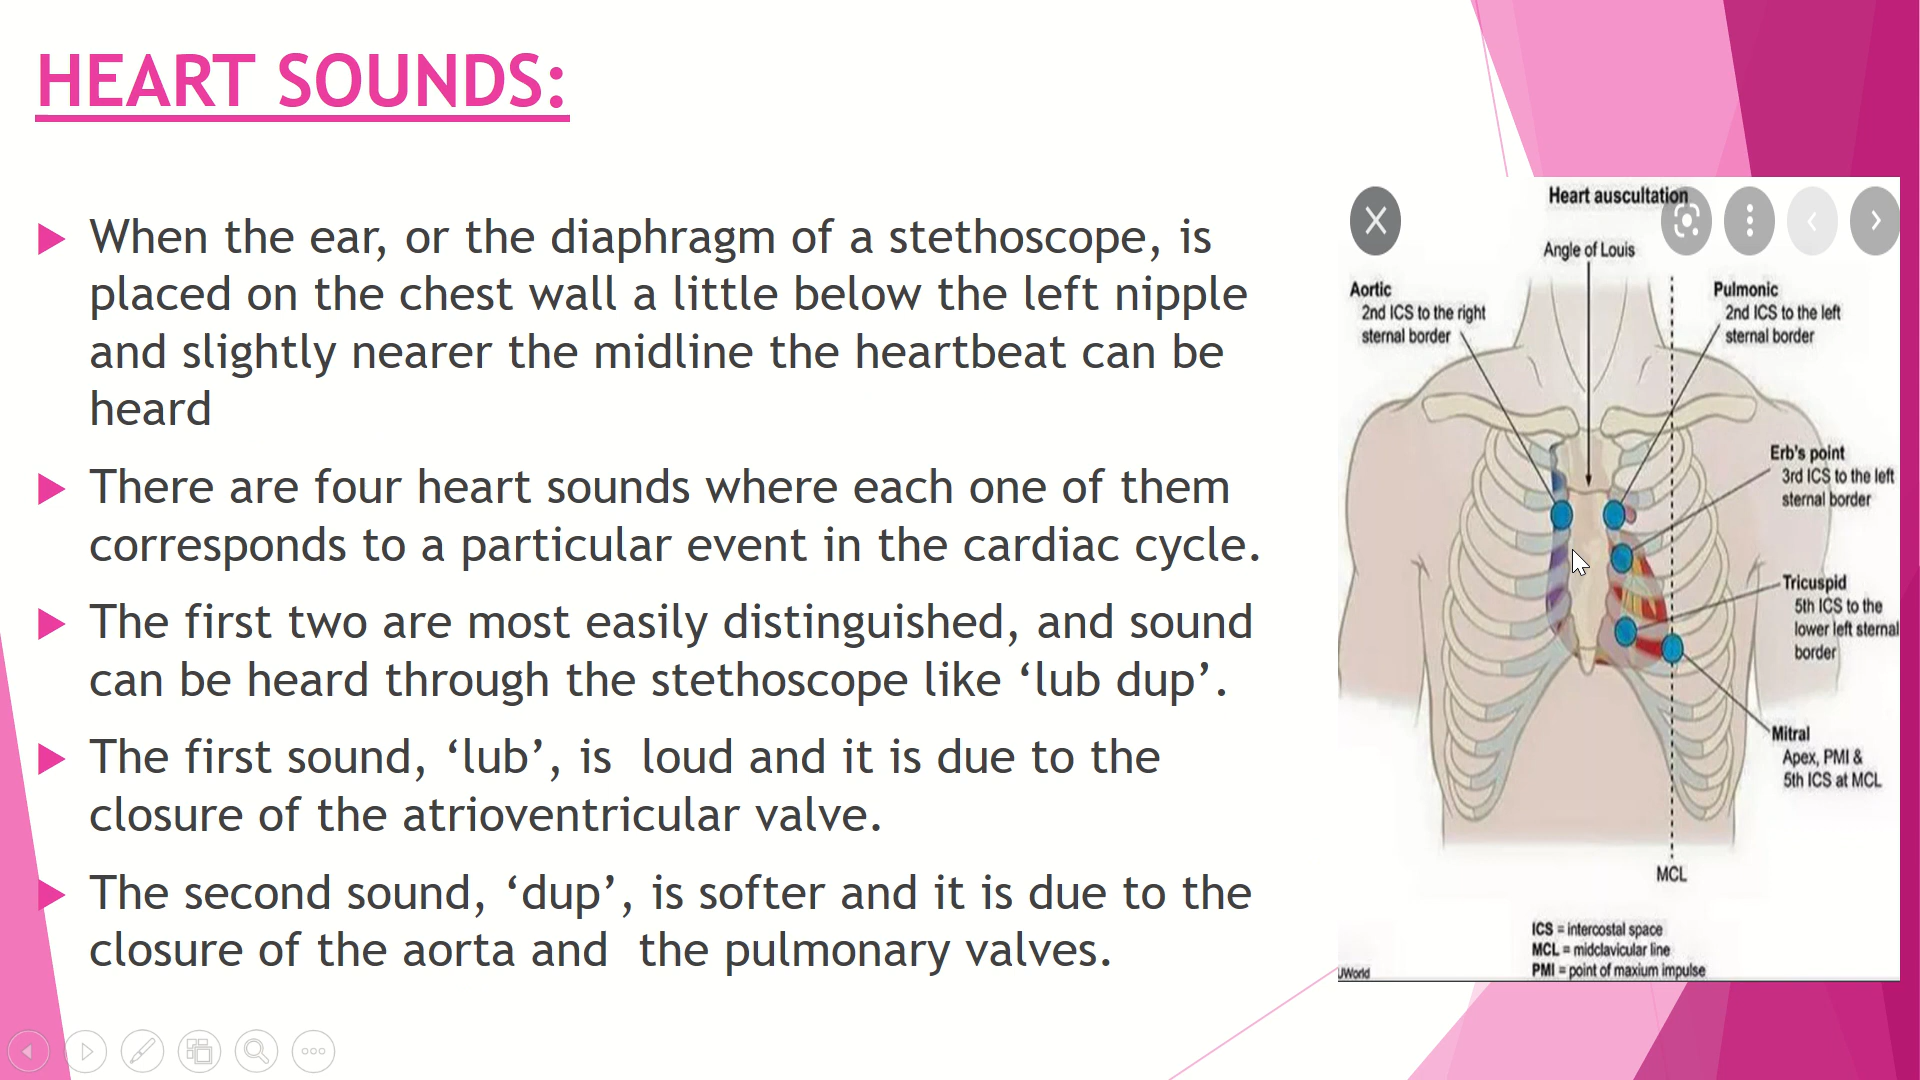 HEART SOUNDS:
When the ear, or the diaphragm of a stethoscope, is
placed on the chest wall a little below the left nipple
and slightly nearer the midline the heartbeat can be
heard
There are four heart sounds where each one of them
corresponds to a particular event in the cardiac cycle.
The first two are most easily distinguished, and sound
can be heard through the stethoscope like ‘lub dup’.
The first sound, ‘lub’, is  loud and it is due to the
closure of the atrioventricular valve.
The second sound, ‘dup’, is softer and it is due to the
closure of the aorta and  the pulmonary valves.
Heart auscultation
Angle of Louis
Aortic
2nd ICS to the right
sternal border
Pulmonic
2nd ICS to the left
sternal border
Erb's point
3rd ICS to the left
sternal border
Tricuspid
5th ICS to the
lower left sternal
border
Mitral
Apex, PMI &
5th ICS at MCL
MCL
ICS = intercostal space
MCL = midclavicular line
PMI = point of maxium impulse
UWorld